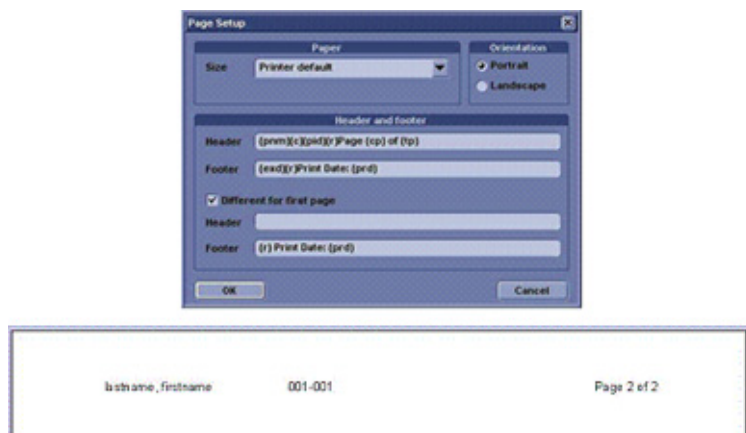 Page Setup
Paper
Orientation
Size Printer default
Portrait
Landscape
Header and footer
Header {pnm}{c}{pid}{r}Page {cp} of {tp}
Footer {exd}{r}Print Date: {prd}
Different for first page
Header
Footer {r} Print Date: {prd}
OK Cancel
lastname, firstname 001-001 Page 2 of 2